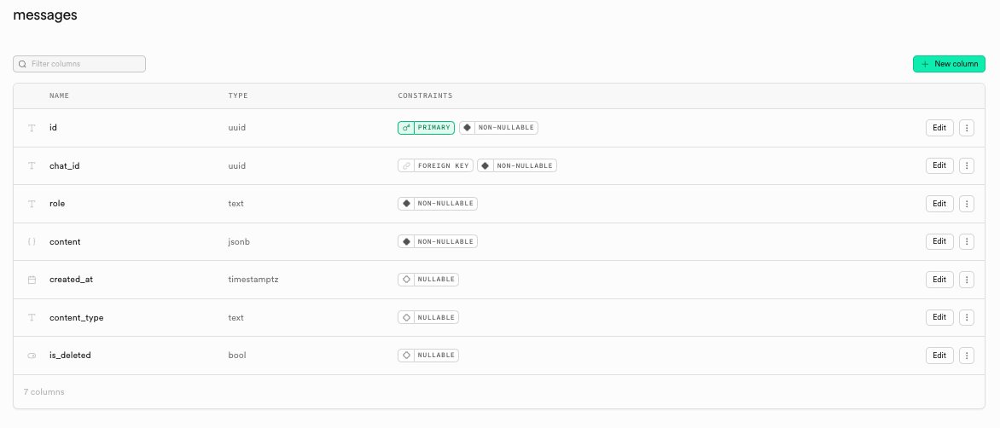 messages
Filter columns
New column
NAME TYPE CONSTRAINTS
id uuid PRIMARY NON-NULLABLE Edit
chat_id uuid FOREIGN KEY NON-NULLABLE Edit
role text NON-NULLABLE Edit
content jsonb NON-NULLABLE Edit
created_at timestamptz NULLABLE Edit
content_type text NULLABLE Edit
is_deleted bool NULLABLE Edit
7 columns